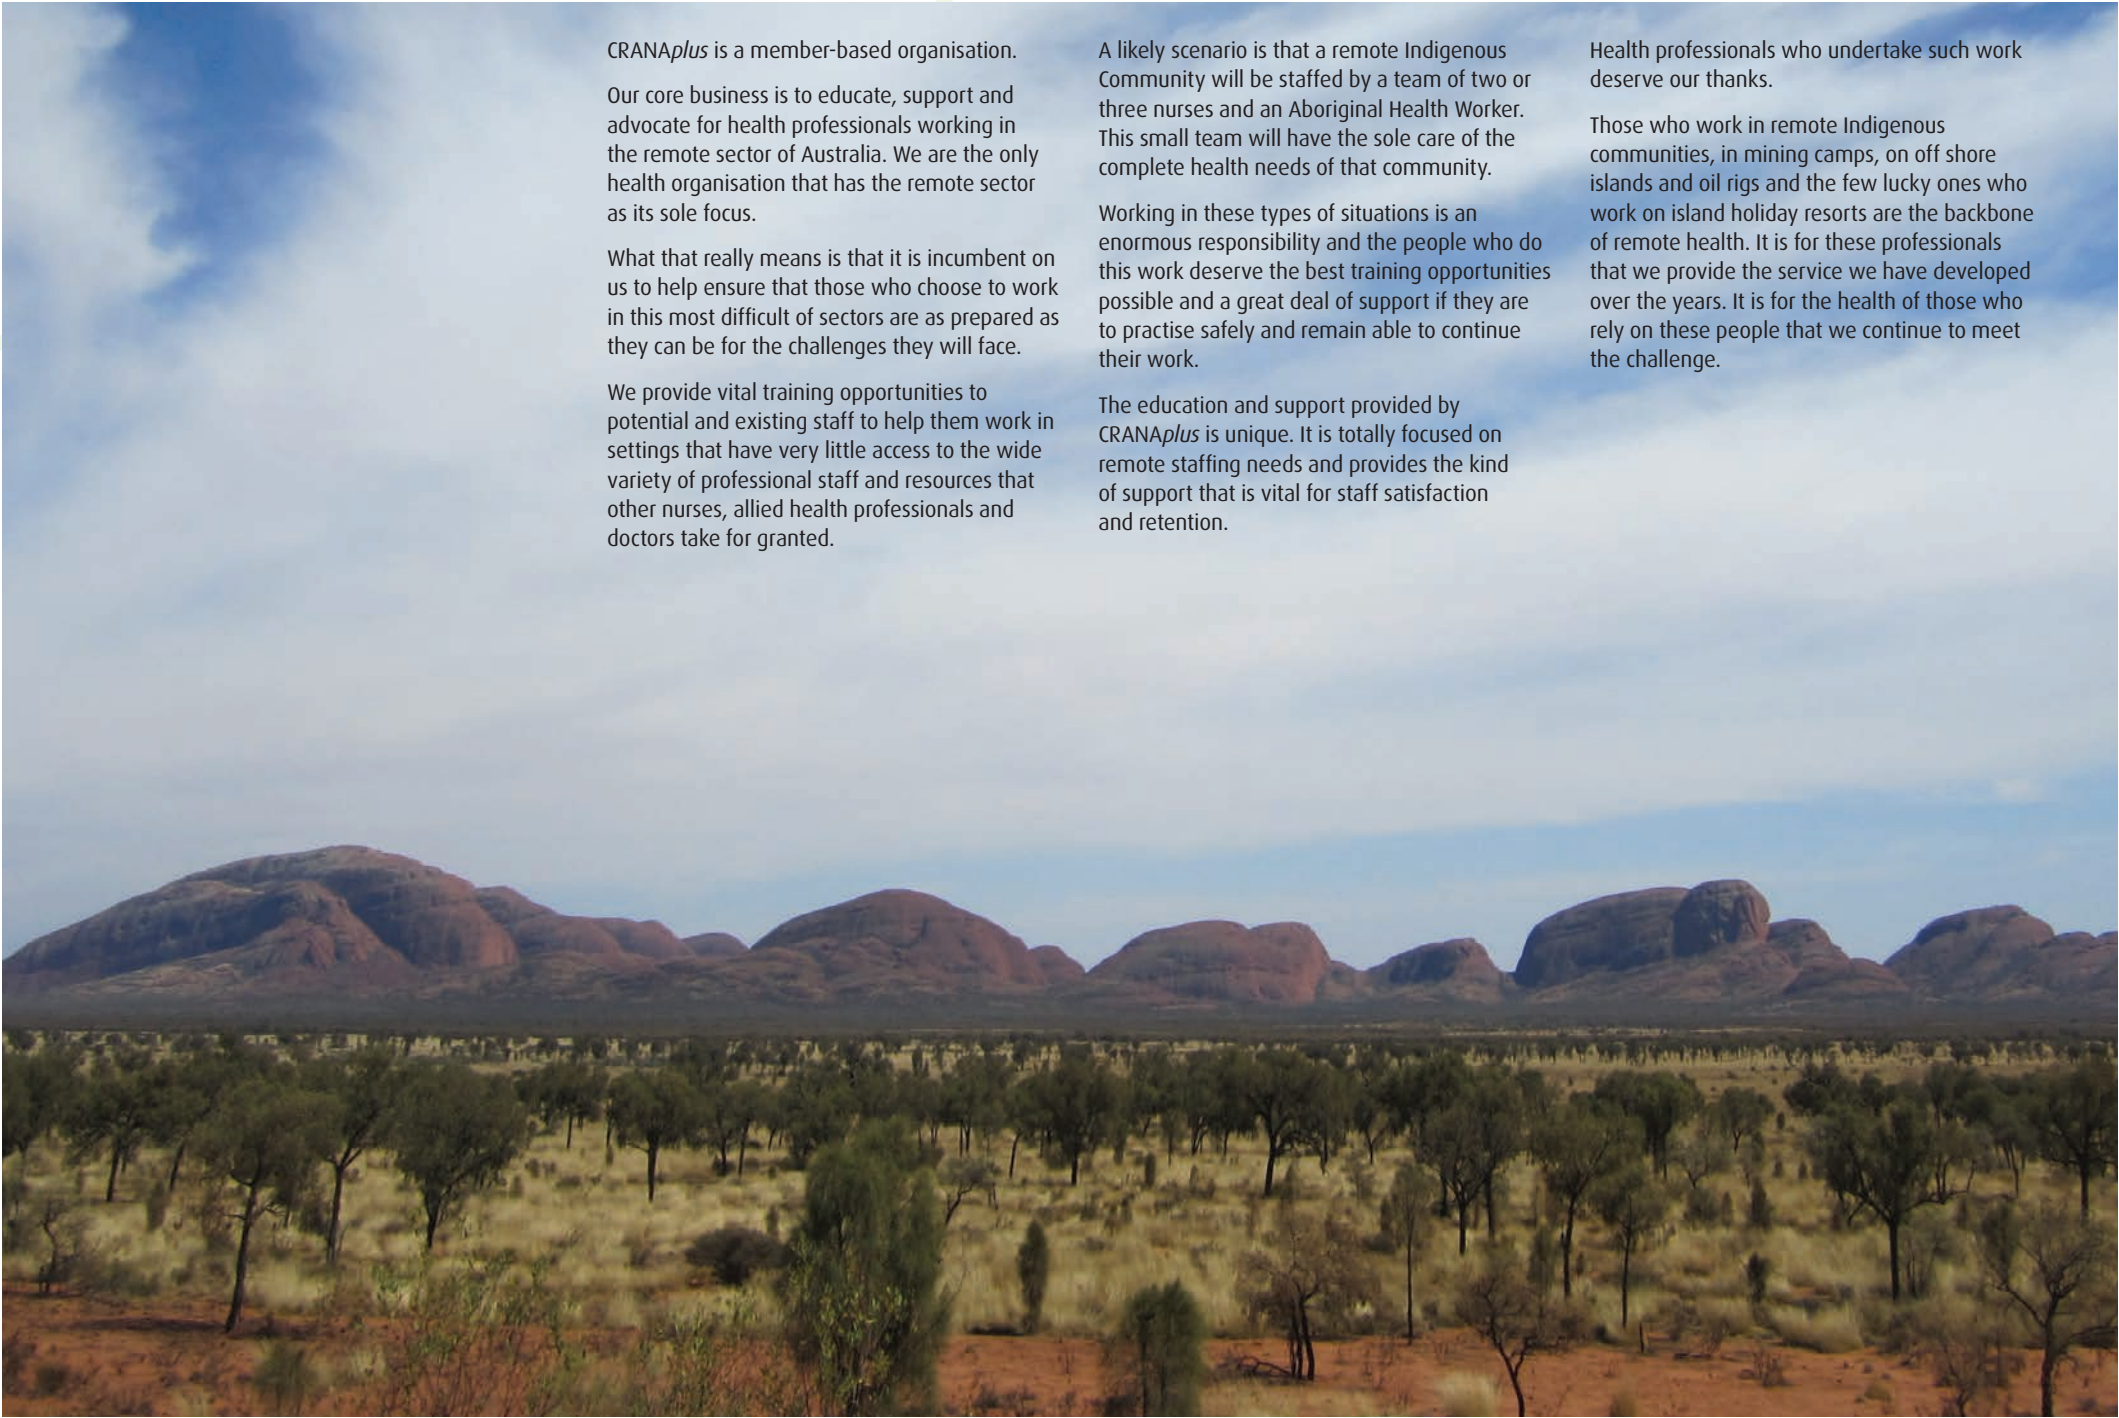 CRANAplus is a member-based organisation.
Our core business is to educate, support and
advocate for health professionals working in
the remote sector of Australia. We are the only
health organisation that has the remote sector
as its sole focus.
What that really means is that it is incumbent on
us to help ensure that those who choose to work
in this most difficult of sectors are as prepared as
they can be for the challenges they will face.
We provide vital training opportunities to
potential and existing staff to help them work in
settings that have very little access to the wide
variety of professional staff and resources that
other nurses, allied health professionals and
doctors take for granted.
A likely scenario is that a remote Indigenous
Community will be staffed by a team of two or
three nurses and an Aboriginal Health Worker.
This small team will have the sole care of the
complete health needs of that community.
Working in these types of situations is an
enormous responsibility and the people who do
this work deserve the best training opportunities
possible and a great deal of support if they are
to practise safely and remain able to continue
their work.
The education and support provided by
CRANAplus is unique. It is totally focused on
remote staffing needs and provides the kind
of support that is vital for staff satisfaction
and retention.
Health professionals who undertake such work
deserve our thanks.
Those who work in remote Indigenous
communities, in mining camps, on off shore
islands and oil rigs and the few lucky ones who
work on island holiday resorts are the backbone
of remote health. It is for these professionals
that we provide the service we have developed
over the years. It is for the health of those who
rely on these people that we continue to meet
the challenge.